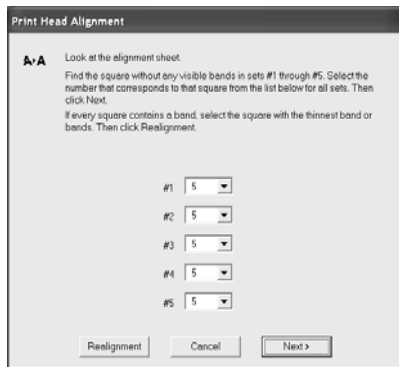 Print Head Alignment
A›A
Look at the alignment sheet.
Find the square without any visible bands in sets #1 through #5. Select the
number that corresponds to that square from the list below for all sets. Then
click Next.
If every square contains a band, select the square with the thinnest band or
bands. Then click Realignment.
#1 5
#2 5
#3 5
#4 5
#5 5
Realignment Cancel Next >